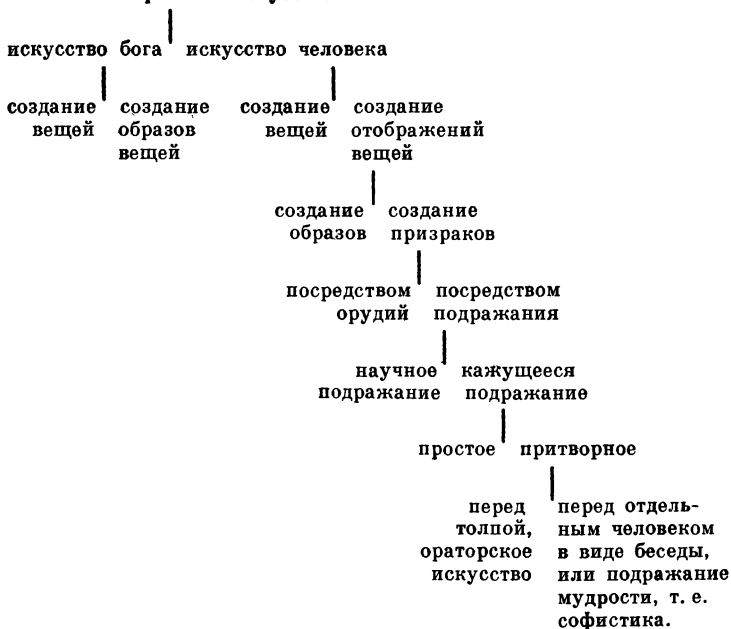 искусство бога искусство человека
создание создание создание создание
вещей образов вещей отображений
вещей вещей
создание создание
образов призраков
посредством посредством
орудий подражания
научное кажущееся
подражание подражание
простое притворное
перед перед отдель-
толпой, ным человеком
ораторское в виде беседы,
искусство или подражание
мудрости, т. е.
софистика.